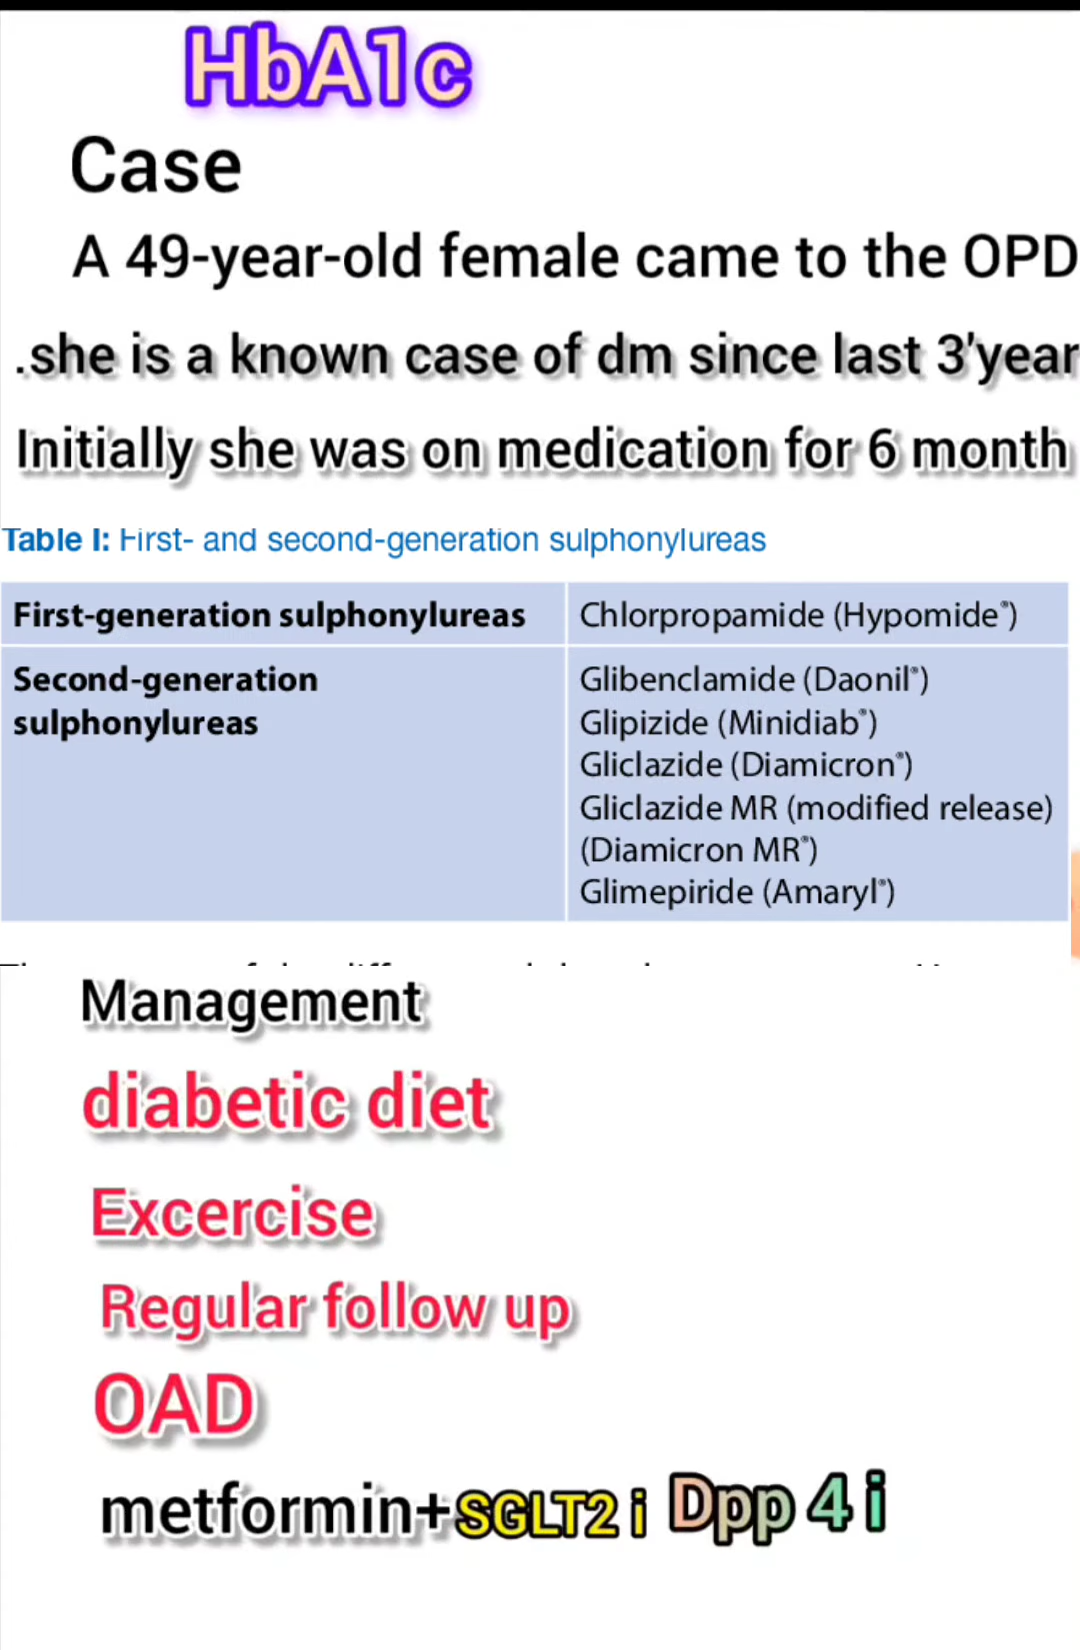 HbA1c
Case
A 49-year-old female came to the OPD
.she is a known case of dm since last 3'year
Initially she was on medication for 6 month
Table I: First- and second-generation sulphonylureas
First-generation sulphonylureas
Chlorpropamide (Hypomide®)
Second-generation
sulphonylureas
Glibenclamide (Daonil®)
Glipizide (Minidiab®)
Gliclazide (Diamicron®)
Gliclazide MR (modified release)
(Diamicron MR®)
Glimepiride (Amaryl®)
Management
diabetic diet
Excercise
Regular follow up
OAD
metformin+SGLT2 i Dpp 4 i